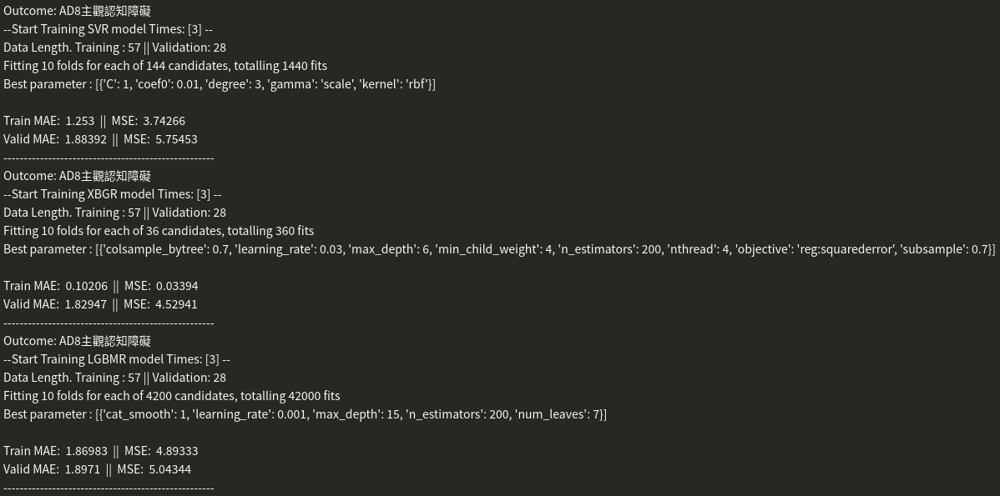 Outcome: AD8主觀認知障礙
--Start Training SVR model Times: [3] --
Data Length. Training : 57 || Validation: 28
Fitting 10 folds for each of 144 candidates, totalling 1440 fits
Best parameter : [{'C': 1, 'coef0': 0.01, 'degree': 3, 'gamma': 'scale', 'kernel': 'rbf'}]
Train MAE:  1.253  ||  MSE:  3.74266
Valid MAE:  1.88392  ||  MSE:  5.75453
------------------------------------------------------
Outcome: AD8主觀認知障礙
--Start Training XBGR model Times: [3] --
Data Length. Training : 57 || Validation: 28
Fitting 10 folds for each of 36 candidates, totalling 360 fits
Best parameter : [{'colsample_bytree': 0.7, 'learning_rate': 0.03, 'max_depth': 6, 'min_child_weight': 4, 'n_estimators': 200, 'nthread': 4, 'objective': 'reg:squarederror', 'subsample': 0.7}]
Train MAE:  0.10206  ||  MSE:  0.03394
Valid MAE:  1.82947  ||  MSE:  4.52941
------------------------------------------------------
Outcome: AD8主觀認知障礙
--Start Training LGBMR model Times: [3] --
Data Length. Training : 57 || Validation: 28
Fitting 10 folds for each of 4200 candidates, totalling 42000 fits
Best parameter : [{'cat_smooth': 1, 'learning_rate': 0.001, 'max_depth': 15, 'n_estimators': 200, 'num_leaves': 7}]
Train MAE:  1.86983  ||  MSE:  4.89333
Valid MAE:  1.8971  ||  MSE:  5.04344
------------------------------------------------------